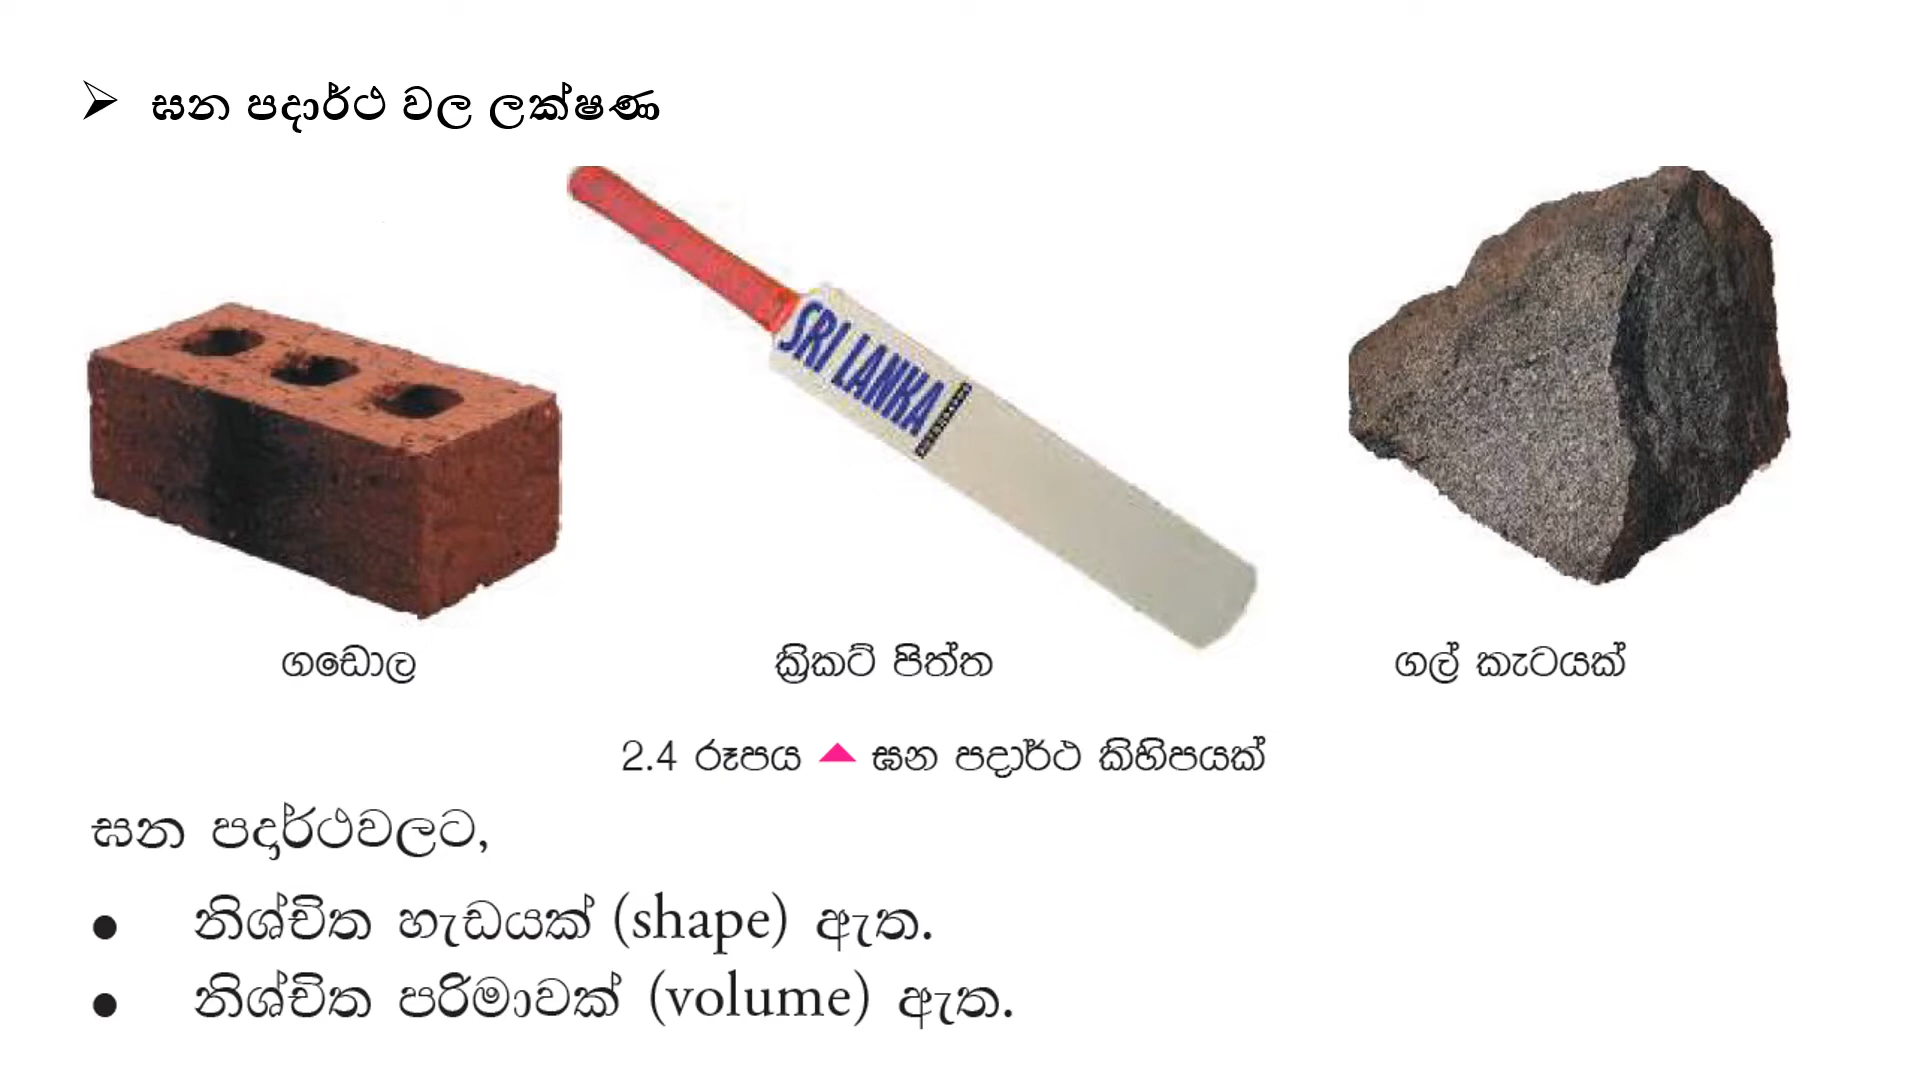 ඝන පදාර්ථ වල ලක්ෂණ
SRI LANKA
ගඩොල
ක්‍රිකට් පිත්ත
ගල් කැටයක්
2.4 රූපය ▲ ඝන පදාර්ථ කිහිපයක්
ඝන පදාර්ථවලට,
● නිශ්චිත හැඩයක් (shape) ඇත.
● නිශ්චිත පරිමාවක් (volume) ඇත.